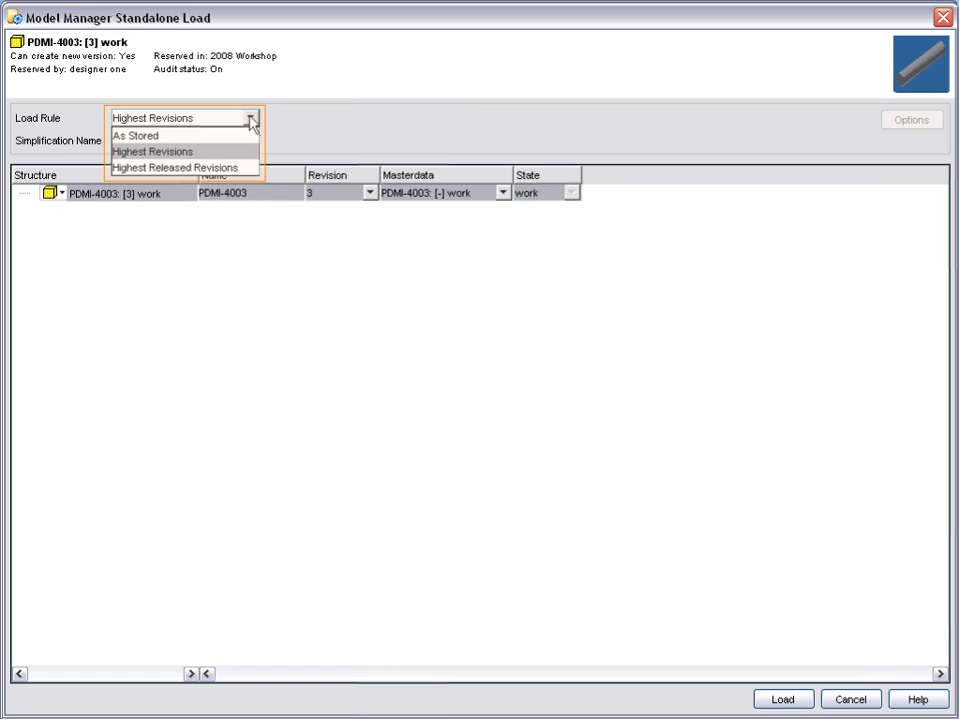 Model Manager Standalone Load
PDMI-4003: [3] work
Can create new version: Yes Reserved in: 2008 Workshop
Reserved by: designer one Audit status: On
Load Rule Highest Revisions Options
As Stored
Simplification Name
Highest Revisions
Highest Released Revisions
Structure Name Revision Masterdata State
PDMI-4003: [3] work PDMI-4003 3 PDMI-4003: [-] work work
Load Cancel Help